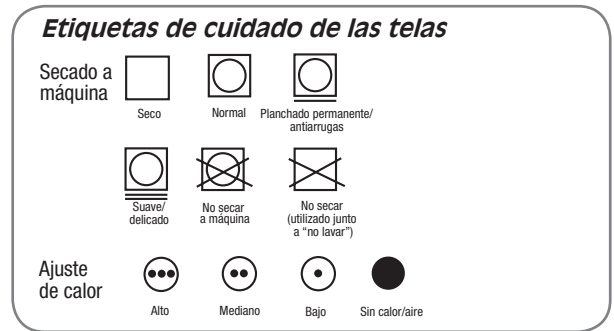 Etiquetas de cuidado de las telas
Secado a
máquina
Seco
Normal
Planchado permanente/
antiarrugas
Suave/
delicado
No secar
a máquina
No secar
(utilizado junto
a “no lavar”)
Ajuste
de calor
Alto
Mediano
Bajo
Sin calor/aire